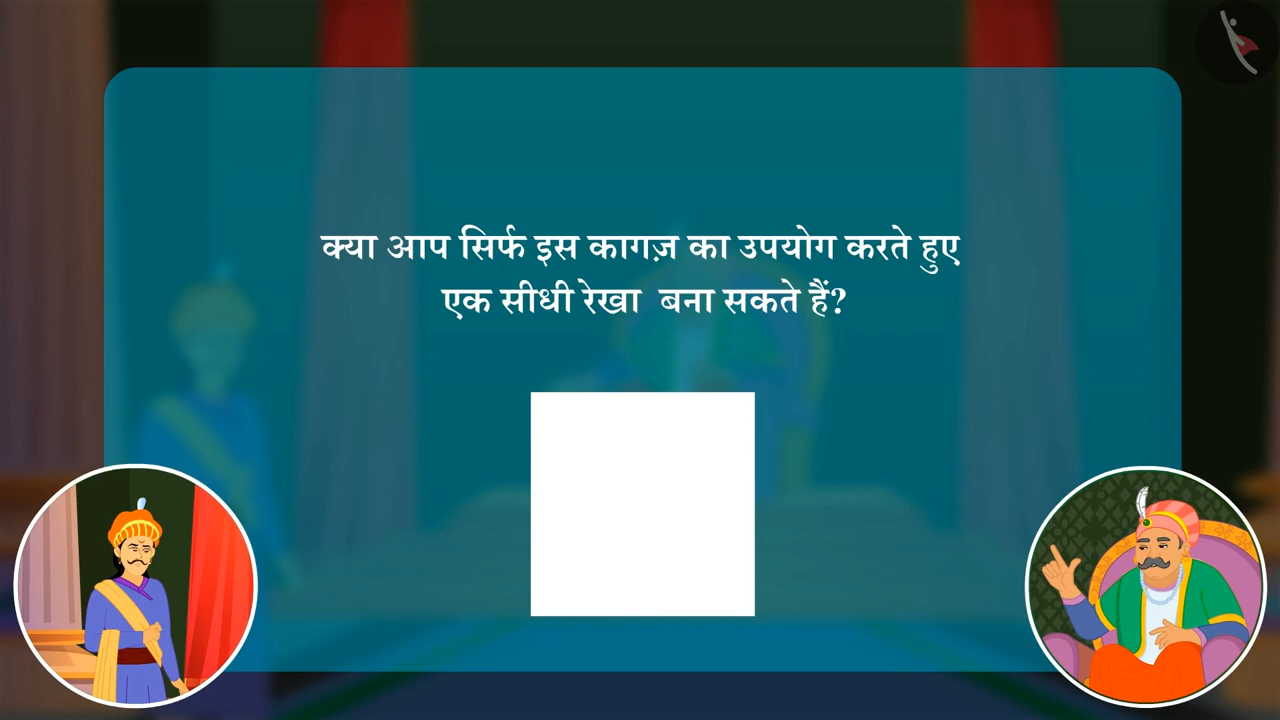 क्या आप सिर्फ इस कागज़ का उपयोग करते हुए
एक सीधी रेखा  बना सकते हैं?